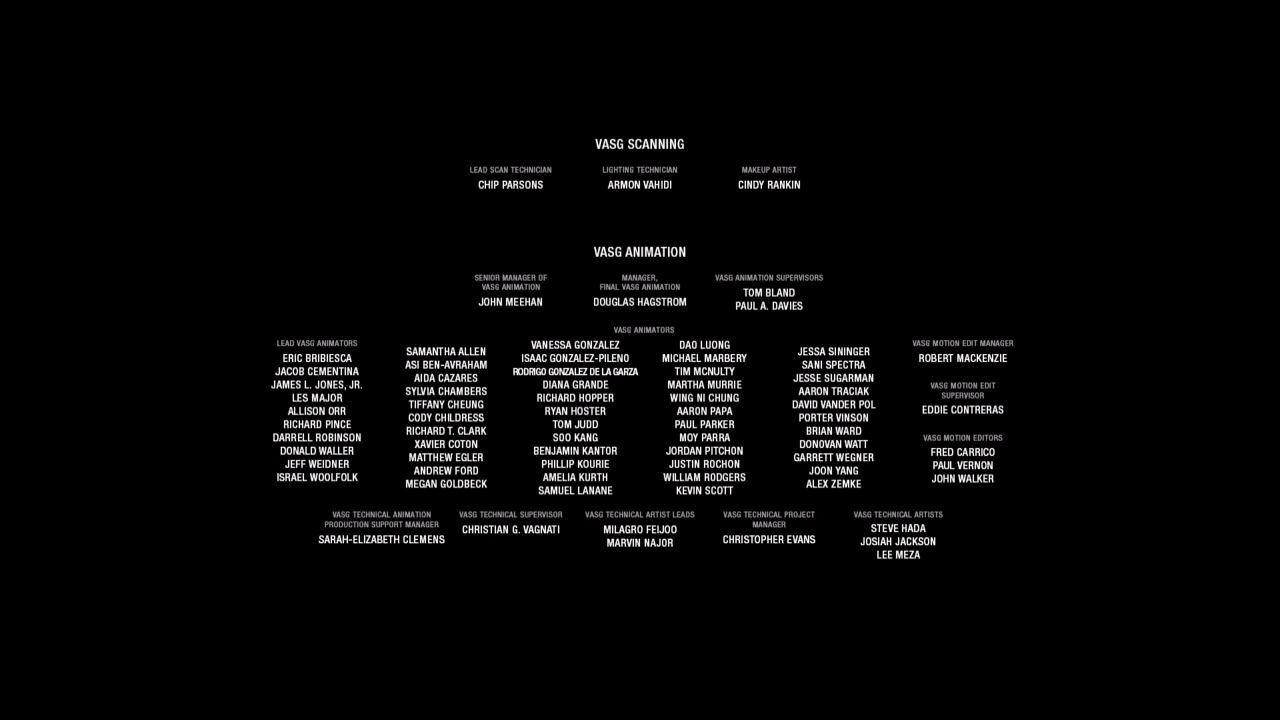 VASG SCANNING
LEAD SCAN TECHNICIAN
CHIP PARSONS
LIGHTING TECHNICIAN
ARMON VAHIDI
MAKEUP ARTIST
CINDY RANKIN
VASG ANIMATION
SENIOR MANAGER OF
VASG ANIMATION
JOHN MEEHAN
MANAGER,
FINAL VASG ANIMATION
DOUGLAS HAGSTROM
VASG ANIMATION SUPERVISORS
TOM BLAND
PAUL A. DAVIES
LEAD VASG ANIMATORS
ERIC BRIBIESCA
JACOB CEMENTINA
JAMES L. JONES, JR.
LES MAJOR
ALLISON ORR
RICHARD PINCE
DARRELL ROBINSON
DONALD WALLER
JEFF WEIDNER
ISRAEL WOOLFOLK
VASG ANIMATORS
SAMANTHA ALLEN
ASI BEN-AVRAHAM
AIDA CAZARES
SYLVIA CHAMBERS
TIFFANY CHEUNG
CODY CHILDRESS
RICHARD T. CLARK
XAVIER COTON
MATTHEW EGLER
ANDREW FORD
MEGAN GOLDBECK
VANESSA GONZALEZ
ISAAC GONZALEZ-PILENO
RODRIGO GONZALEZ DE LA GARZA
DIANA GRANDE
RICHARD HOPPER
RYAN HOSTER
TOM JUDD
SOO KANG
BENJAMIN KANTOR
PHILLIP KOURIE
AMELIA KURTH
SAMUEL LANANE
DAO LUONG
MICHAEL MARBERY
TIM MCNULTY
MARTHA MURRIE
WING NI CHUNG
AARON PAPA
PAUL PARKER
MOY PARRA
JORDAN PITCHON
JUSTIN ROCHON
WILLIAM RODGERS
KEVIN SCOTT
JESSA SININGER
SANI SPECTRA
JESSE SUGARMAN
AARON TRACIAK
DAVID VANDER POL
PORTER VINSON
BRIAN WARD
DONOVAN WATT
GARRETT WEGNER
JOON YANG
ALEX ZEMKE
VASG MOTION EDIT MANAGER
ROBERT MACKENZIE
VASG MOTION EDIT
SUPERVISOR
EDDIE CONTRERAS
VASG MOTION EDITORS
FRED CARRICO
PAUL VERNON
JOHN WALKER
VASG TECHNICAL ANIMATION
PRODUCTION SUPPORT MANAGER
SARAH-ELIZABETH CLEMENS
VASG TECHNICAL SUPERVISOR
CHRISTIAN G. VAGNATI
VASG TECHNICAL ARTIST LEADS
MILAGRO FEIJOO
MARVIN NAJOR
VASG TECHNICAL PROJECT
MANAGER
CHRISTOPHER EVANS
VASG TECHNICAL ARTISTS
STEVE HADA
JOSIAH JACKSON
LEE MEZA